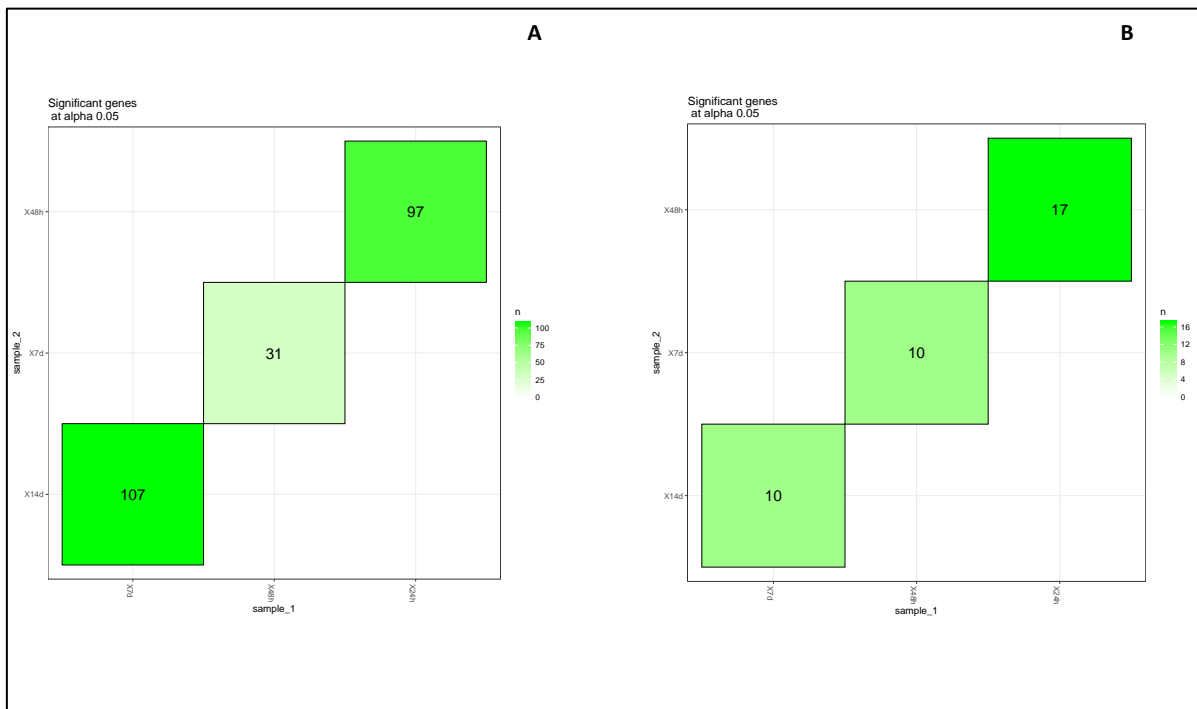 A
Significant genes
at alpha 0.05
X48h
97
X7d
31
X14d
107
sample_2
X7d
X48h
X24h
sample_1
n
100
75
50
25
0
B
Significant genes
at alpha 0.05
X48h
17
X7d
10
X14d
10
sample_2
X7d
X48h
X24h
sample_1
n
16
12
8
4
0